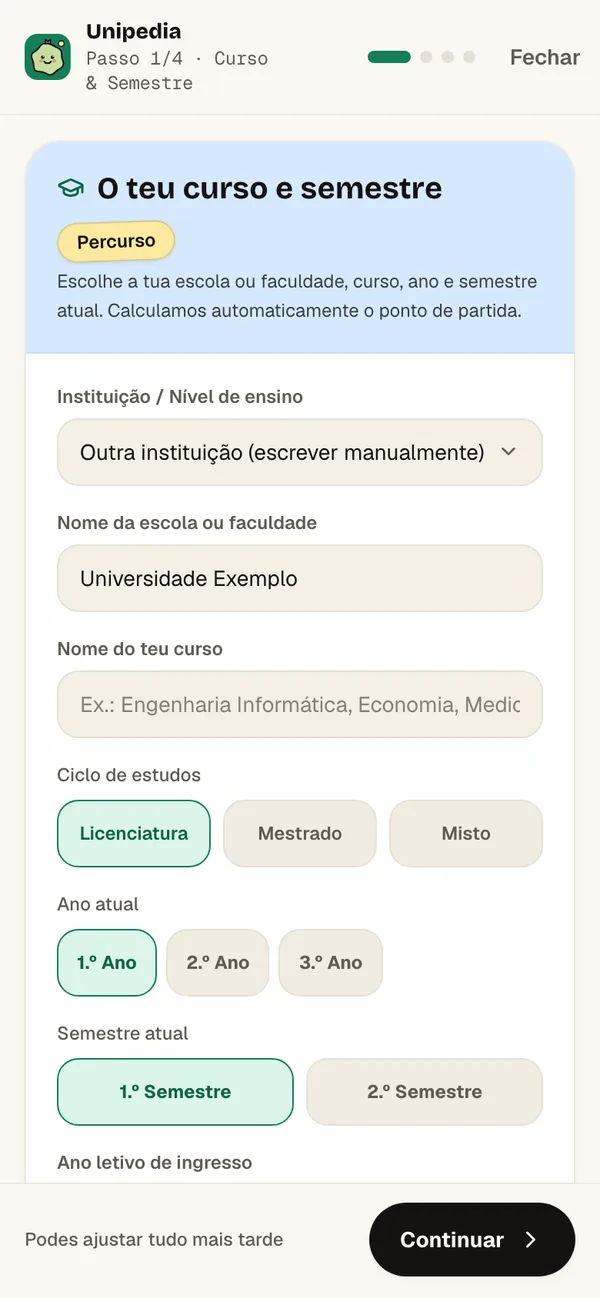 Unipedia
Passo 1/4 · Curso
& Semestre
Fechar
O teu curso e semestre
Percurso
Escolhe a tua escola ou faculdade, curso, ano e semestre
atual. Calculamos automaticamente o ponto de partida.
Instituição / Nível de ensino
Outra instituição (escrever manualmente)
Nome da escola ou faculdade
Universidade Exemplo
Nome do teu curso
Ex.: Engenharia Informática, Economia, Medic
Ciclo de estudos
Licenciatura Mestrado Misto
Ano atual
1.º Ano 2.º Ano 3.º Ano
Semestre atual
1.º Semestre 2.º Semestre
Ano letivo de ingresso
Podes ajustar tudo mais tarde
Continuar